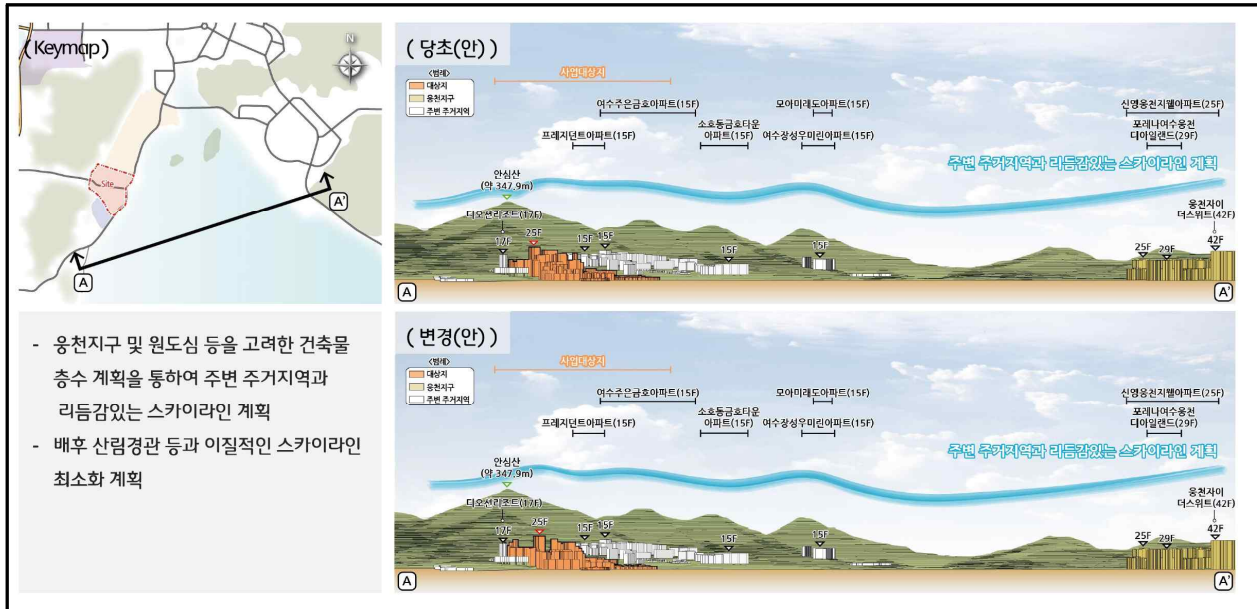 ( Keymap )
N
Site
A
A'
- 웅천지구 및 원도심 등을 고려한 건축물
층수 계획을 통하여 주변 주거지역과
리듬감있는 스카이라인 계획
- 배후 산림경관 등과 이질적인 스카이라인
최소화 계획
( 당초(안) )
<범례>
대상지
웅천지구
주변 주거지역
사업대상지
여수주은금호아파트(15F)
모아미래도아파트(15F)
신영웅천지웰아파트(25F)
프레지던트아파트(15F)
소호동금호타운
아파트(15F)
여수장성우미린아파트(15F)
포레나여수웅천
디아일랜드(29F)
주변 주거지역과 리듬감있는 스카이라인 계획
안심산
(약 347.9m)
디오션리조트(17F)
웅천자이
더스위트(42F)
17F
25F
15F
15F
15F
15F
25F
29F
42F
A
A'
( 변경(안) )
<범례>
대상지
웅천지구
주변 주거지역
사업대상지
여수주은금호아파트(15F)
모아미래도아파트(15F)
신영웅천지웰아파트(25F)
프레지던트아파트(15F)
소호동금호타운
아파트(15F)
여수장성우미린아파트(15F)
포레나여수웅천
디아일랜드(29F)
주변 주거지역과 리듬감있는 스카이라인 계획
안심산
(약 347.9m)
디오션리조트(17F)
웅천자이
더스위트(42F)
17F
25F
15F
15F
15F
15F
25F
29F
42F
A
A'